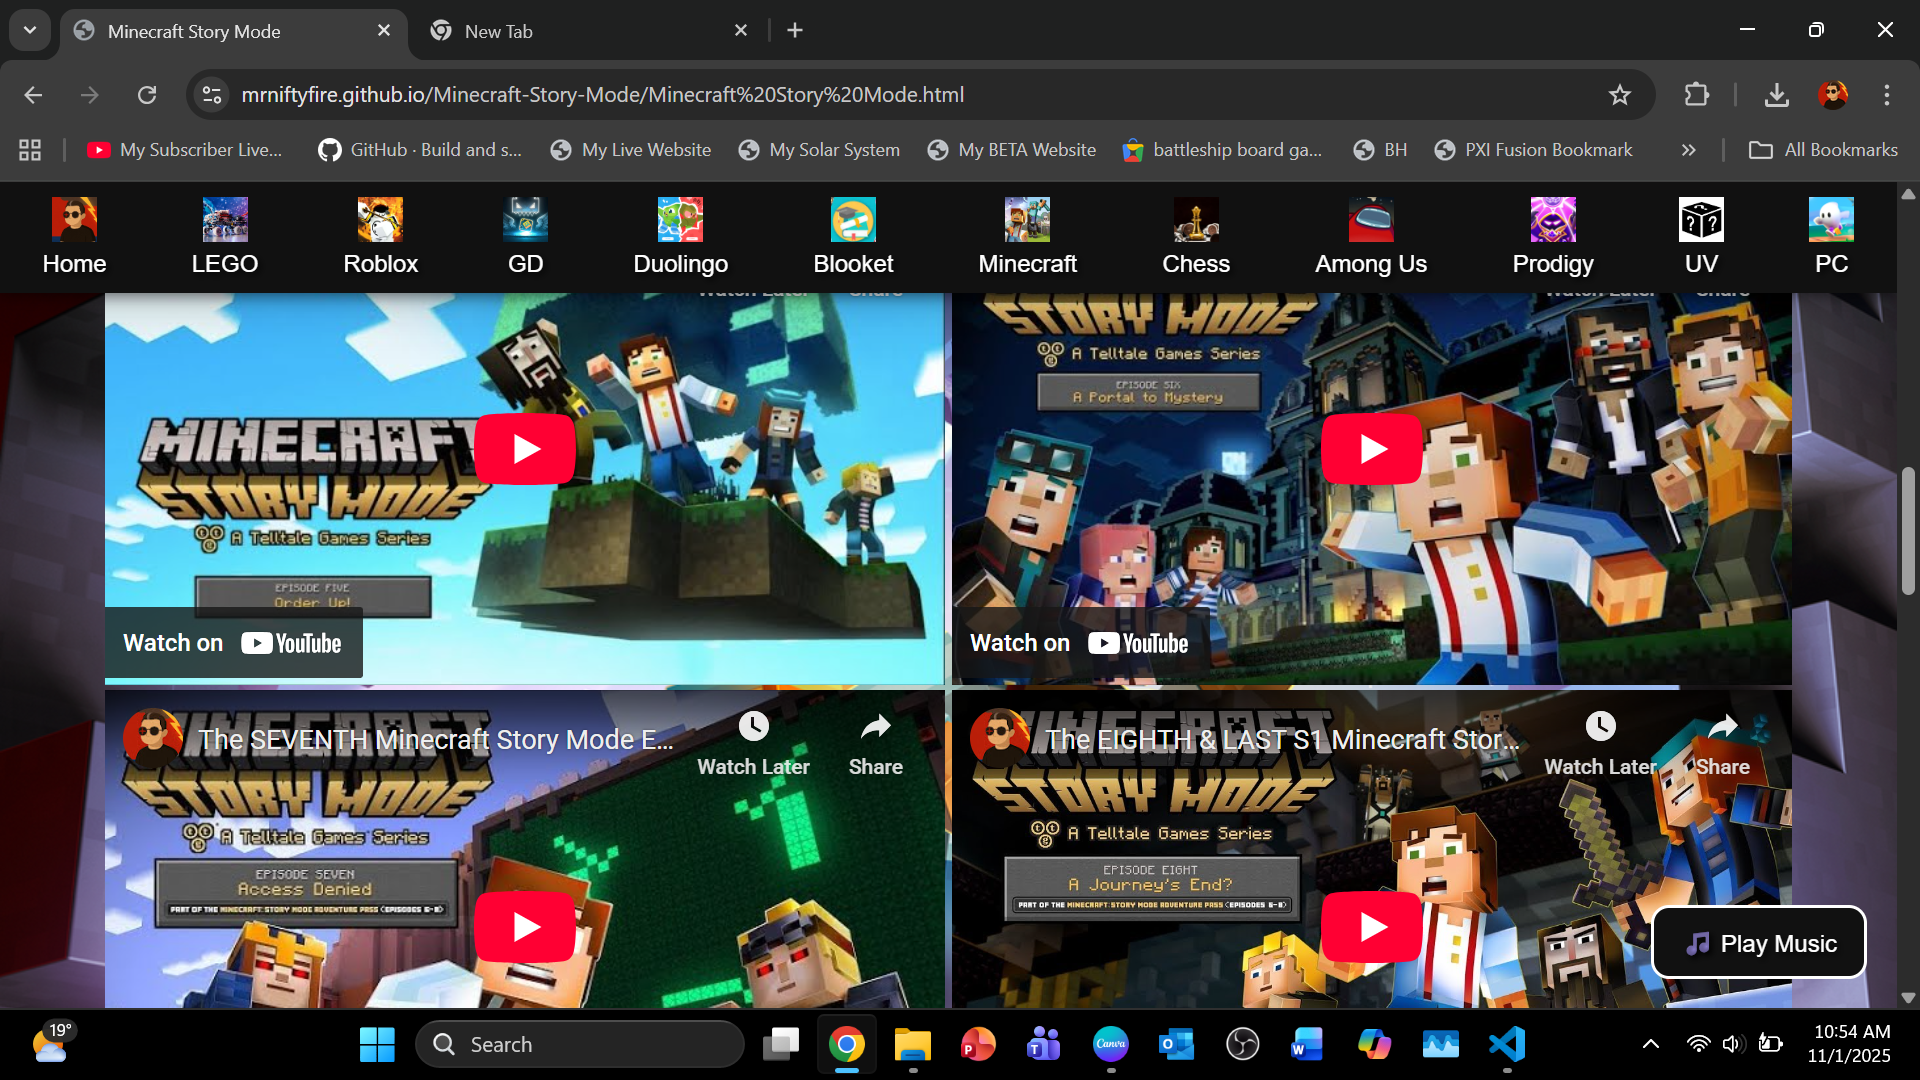 Minecraft Story Mode
New Tab
mrniftyfire.github.io/Minecraft-Story-Mode/Minecraft%20Story%20Mode.html
My Subscriber Live...
GitHub · Build and s...
My Live Website
My Solar System
My BETA Website
battleship board ga...
BH
PXI Fusion Bookmark
All Bookmarks
Home
LEGO
Roblox
GD
Duolingo
Blooket
Minecraft
Chess
Among Us
Prodigy
UV
PC
Watch Later
Share
MINECRAFT
STORY MODE
A Telltale Games Series
EPISODE FIVE
Order Up!
Watch on YouTube
Watch Later
Share
STORY MODE
A Telltale Games Series
EPISODE SIX
A Portal to Mystery
Watch on YouTube
The SEVENTH Minecraft Story Mode E...
Watch Later
Share
MINECRAFT
STORY MODE
A Telltale Games Series
EPISODE SEVEN
Access Denied
PART OF THE MINECRAFT: STORY MODE ADVENTURE PASS (EPISODES 6-8)
The EIGHTH & LAST S1 Minecraft Stor...
Watch Later
Share
MINECRAFT
STORY MODE
A Telltale Games Series
EPISODE EIGHT
A Journey's End?
PART OF THE MINECRAFT: STORY MODE ADVENTURE PASS (EPISODES 6-8)
Play Music
19°
Search
Canva
10:54 AM
11/1/2025